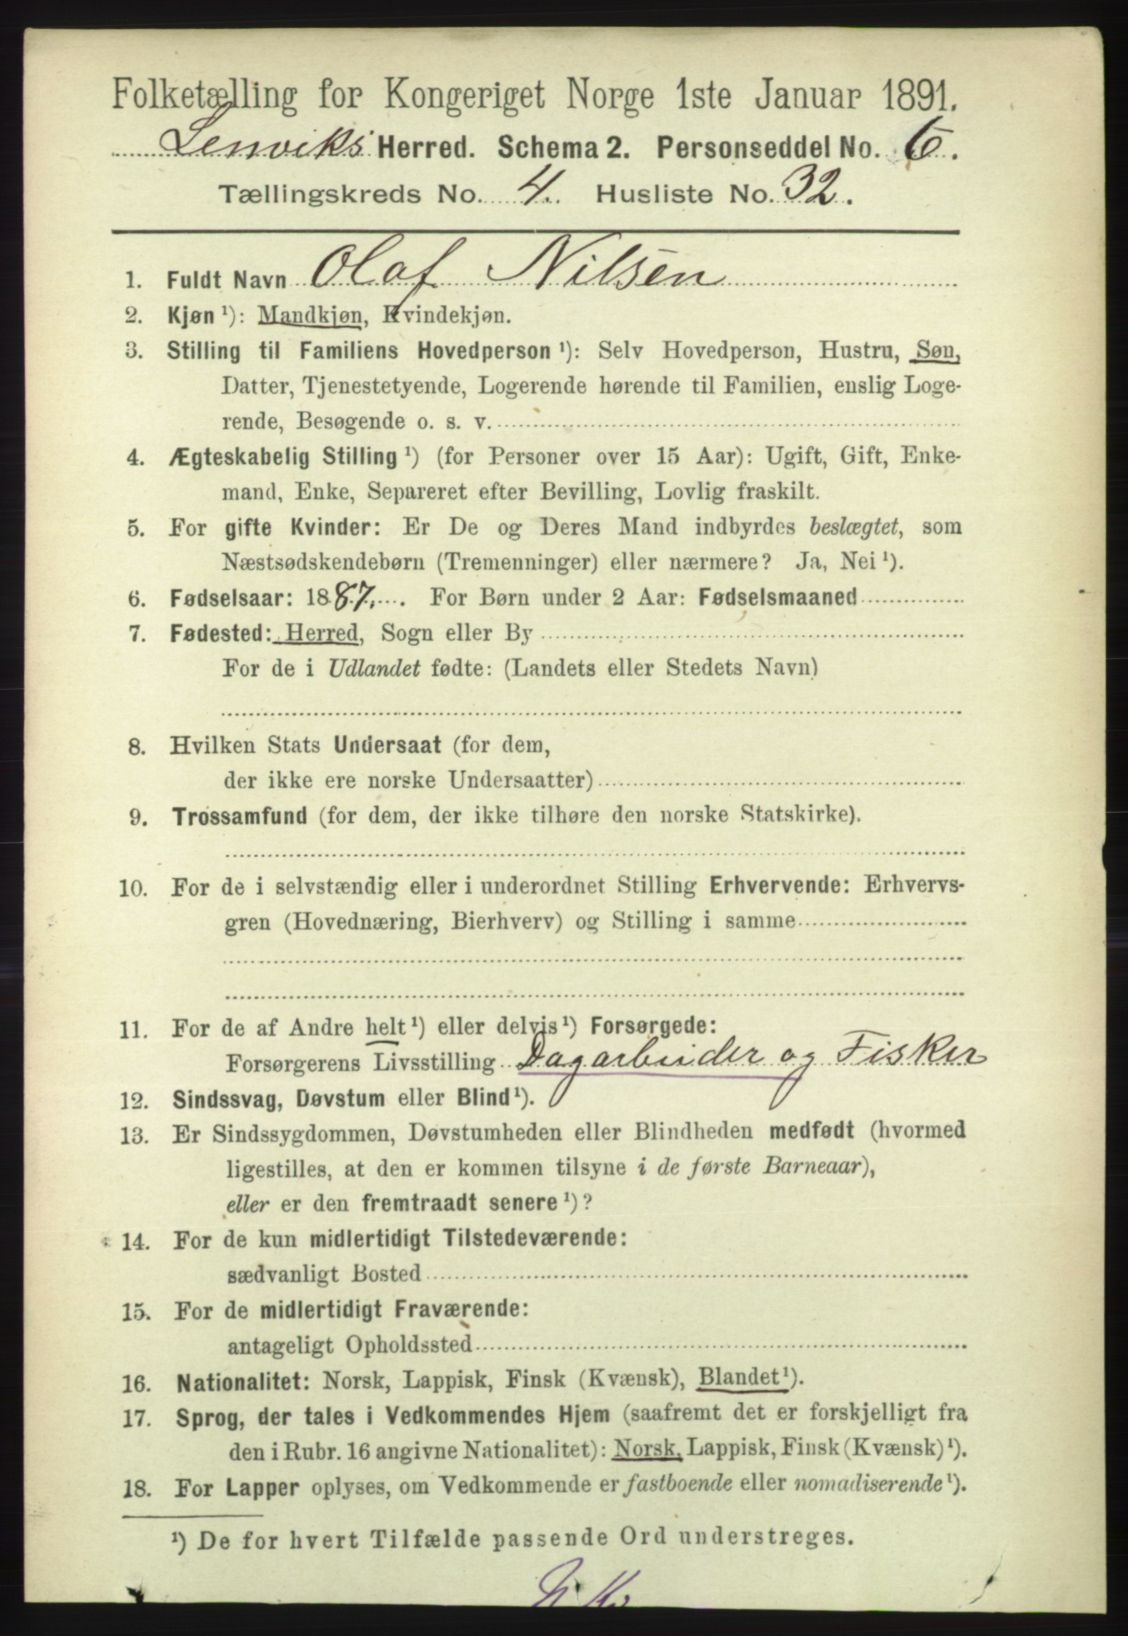 Folketælling for Kongeriget Norge 1ste Januar 1891.
Lenviks Herred. Schema 2. Personseddel No. 6.
Tællingskreds No. 4. Husliste No. 32.
1. Fuldt Navn Olaf Nilsen
2. Kjøn ¹): Mandkjøn, Kvindekjøn.
3. Stilling til Familiens Hovedperson ¹): Selv Hovedperson, Hustru, Søn,
Datter, Tjenestetyende, Logerende hørende til Familien, enslig Loge-
rende, Besøgende o. s. v.
4. Ægteskabelig Stilling ¹) (for Personer over 15 Aar): Ugift, Gift, Enke-
mand, Enke, Separeret efter Bevilling, Lovlig fraskilt.
5. For gifte Kvinder: Er De og Deres Mand indbyrdes beslægtet, som
Næstsødskendebørn (Tremenninger) eller nærmere? Ja, Nei ¹).
6. Fødselsaar: 1887. For Børn under 2 Aar: Fødselsmaaned
7. Fødested: Herred, Sogn eller By
For de i Udlandet fødte: (Landets eller Stedets Navn)
8. Hvilken Stats Undersaat (for dem,
der ikke ere norske Undersaatter)
9. Trossamfund (for dem, der ikke tilhøre den norske Statskirke).
10. For de i selvstændig eller i underordnet Stilling Erhvervende: Erhvervs-
gren (Hovednæring, Bierhverv) og Stilling i samme
11. For de af Andre helt ¹) eller delvis ¹) Forsørgede:
Forsørgerens Livsstilling Dagarbeider og Fisker
12. Sindssvag, Døvstum eller Blind ¹).
13. Er Sindssygdommen, Døvstumheden eller Blindheden medfødt (hvormed
ligestilles, at den er kommen tilsyne i de første Barneaar),
eller er den fremtraadt senere ¹)?
14. For de kun midlertidigt Tilstedeværende:
sædvanligt Bosted
15. For de midlertidigt Fraværende:
antageligt Opholdssted
16. Nationalitet: Norsk, Lappisk, Finsk (Kvænsk), Blandet ¹).
17. Sprog, der tales i Vedkommendes Hjem (saafremt det er forskjelligt fra
den i Rubr. 16 angivne Nationalitet): Norsk, Lappisk, Finsk (Kvænsk) ¹).
18. For Lapper oplyses, om Vedkommende er fastboende eller nomadiserende ¹).
¹) De for hvert Tilfælde passende Ord understreges.